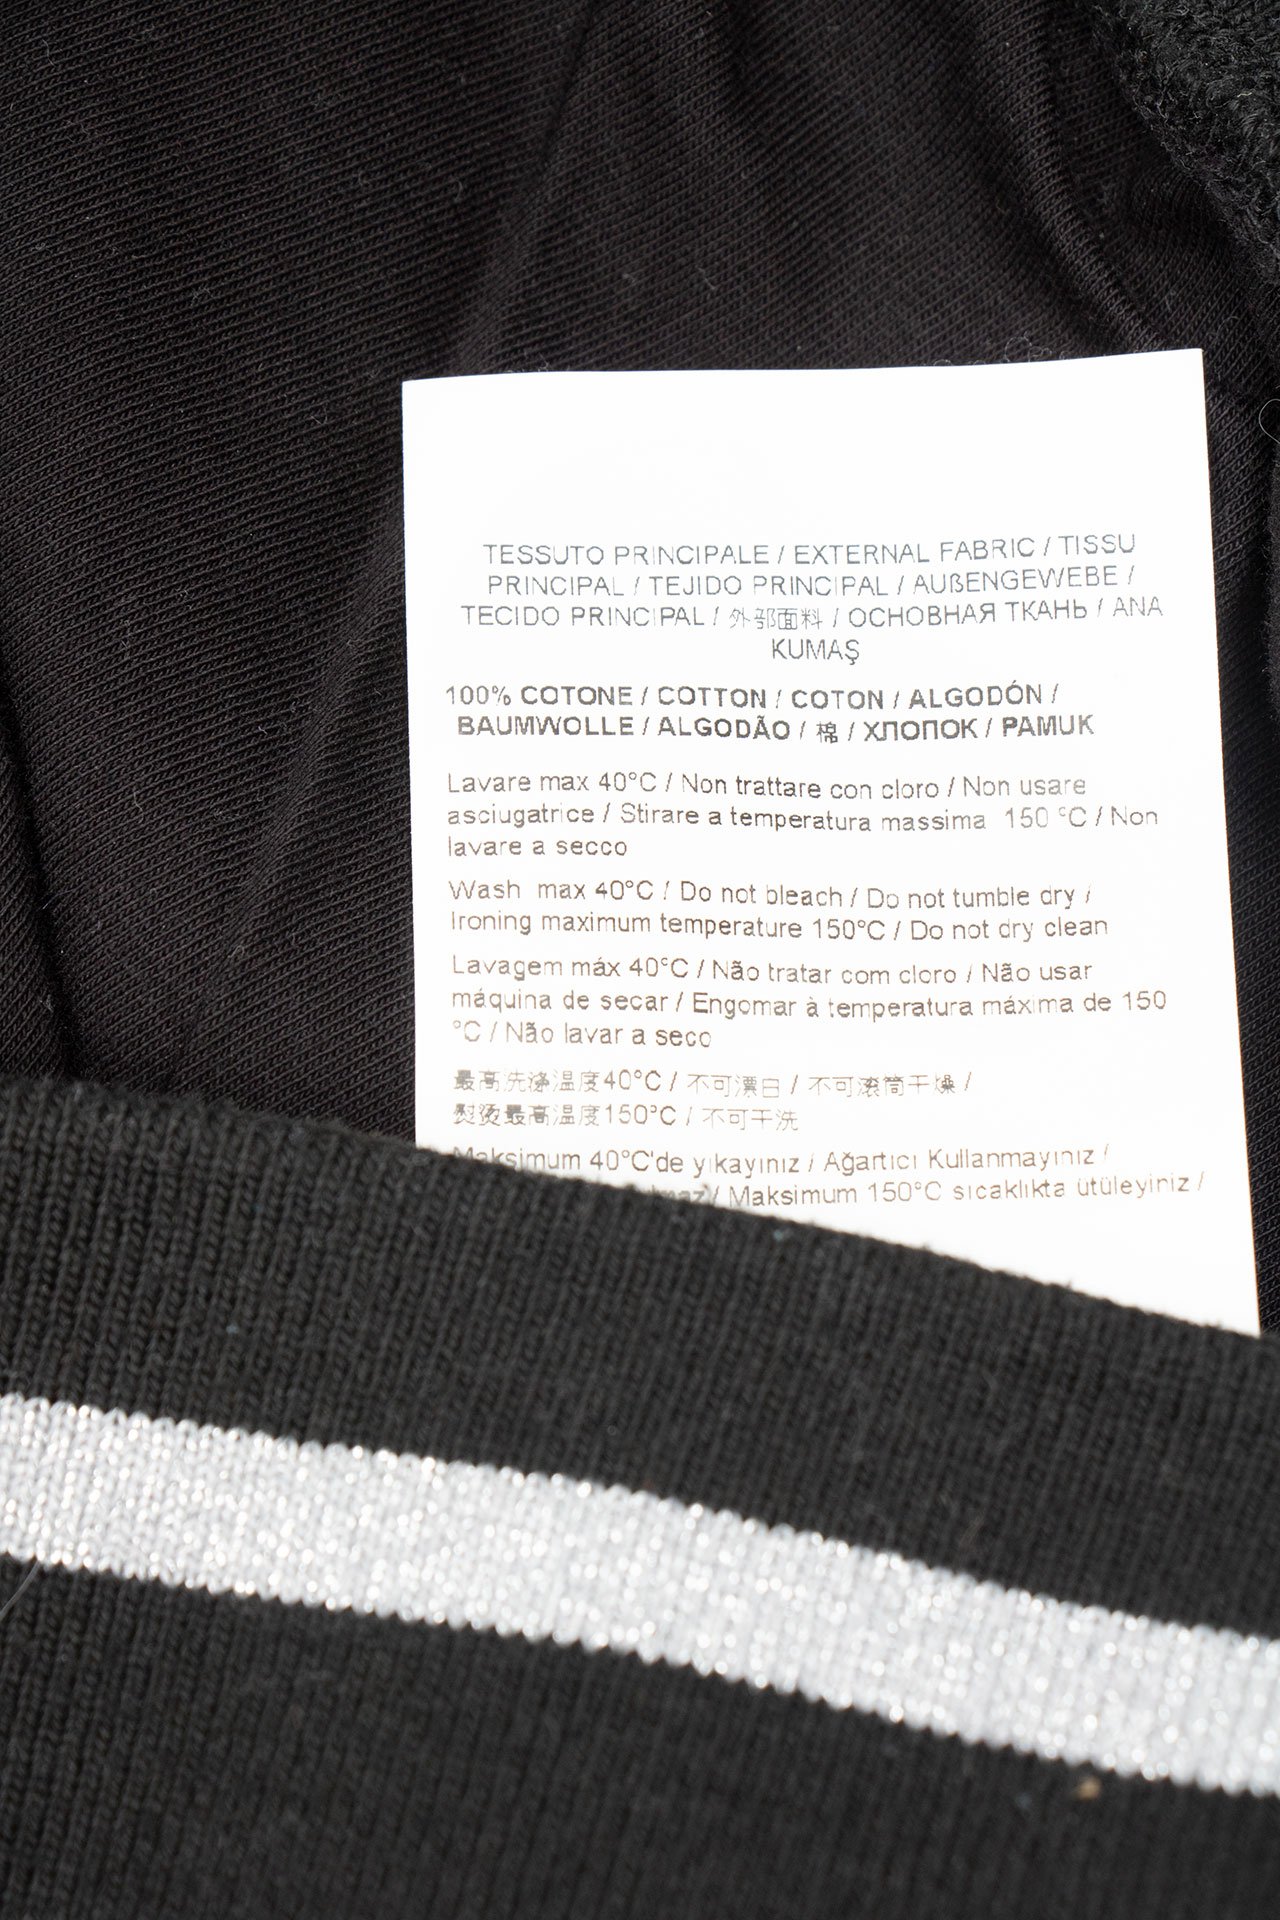 TESSUTO PRINCIPALE / EXTERNAL FABRIC / TISSU
PRINCIPAL / TEJIDO PRINCIPAL / AUßENGEWEBE /
TECIDO PRINCIPAL / 外部面料 / ОСНОВНАЯ ТКАНЬ / ANA
KUMAŞ
100% COTONE / COTTON / COTON / ALGODÓN /
BAUMWOLLE / ALGODÃO / 棉 / ХЛОПОК / PAMUK
Lavare max 40°C / Non trattare con cloro / Non usare
asciugatrice / Stirare a temperatura massima 150 °C / Non
lavare a secco
Wash max 40°C / Do not bleach / Do not tumble dry /
Ironing maximum temperature 150°C / Do not dry clean
Lavagem máx 40°C / Não tratar com cloro / Não usar
máquina de secar / Engomar à temperatura máxima de 150
°C / Não lavar a seco
最高洗涤温度40°C / 不可漂白 / 不可滚筒干燥 /
熨烫最高温度150°C / 不可干洗
Maksimum 40°C'de yıkayınız / Ağartıcı Kullanmayınız /
/ Maksimum 150°C sıcaklıkta ütüleyiniz /